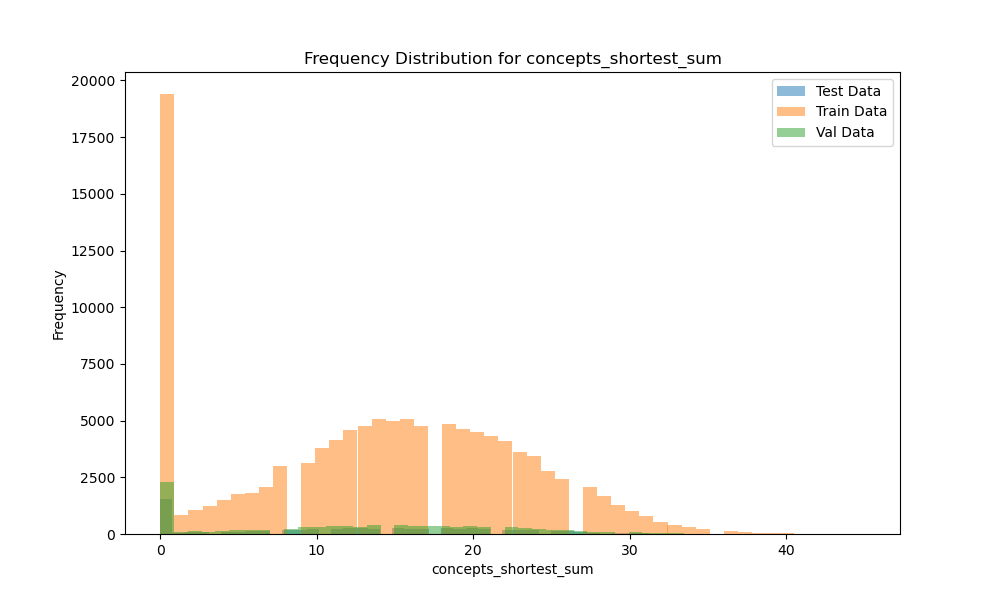 Frequency Distribution for concepts_shortest_sum
Test Data
Train Data
Val Data
20000
17500
15000
12500
10000
7500
5000
2500
0
Frequency
0 10 20 30 40
concepts_shortest_sum